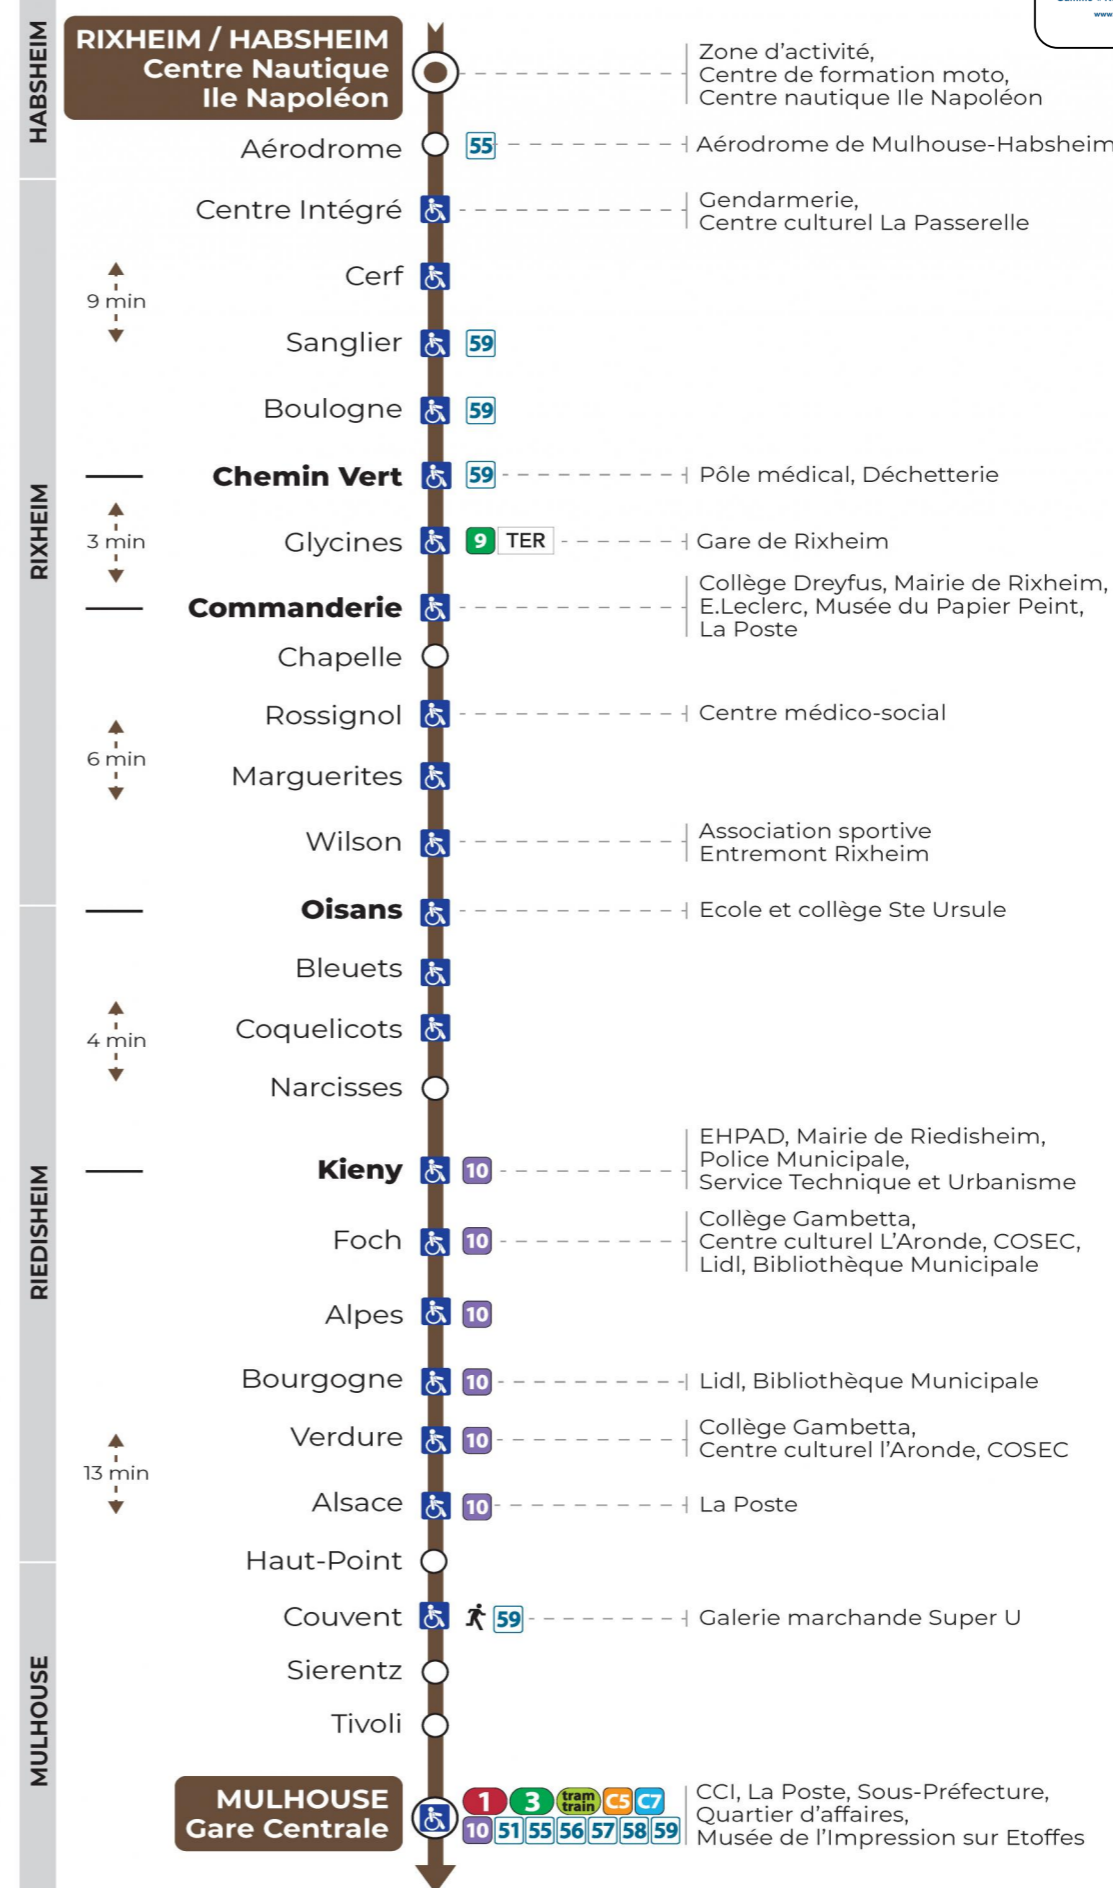 HABSHEIM
RIXHEIM / HABSHEIM
Centre Nautique
Ile Napoléon
Zone d'activité,
Centre de formation moto,
Centre nautique Ile Napoléon
Aérodrome 55 Aérodrome de Mulhouse-Habsheim
RIXHEIM
Centre Intégré
Gendarmerie,
Centre culturel La Passerelle
Cerf
9 min
Sanglier 59
Boulogne 59
Chemin Vert 59 Pôle médical, Déchetterie
3 min
Glycines 9 TER Gare de Rixheim
Commanderie
Collège Dreyfus, Mairie de Rixheim,
E.Leclerc, Musée du Papier Peint,
La Poste
Chapelle
Rossignol Centre médico-social
6 min
Marguerites
Wilson
Association sportive
Entremont Rixheim
RIEDISHEIM
Oisans Ecole et collège Ste Ursule
Bleuets
4 min
Coquelicots
Narcisses
Kieny 10
EHPAD, Mairie de Riedisheim,
Police Municipale,
Service Technique et Urbanisme
Foch 10
Collège Gambetta,
Centre culturel L'Aronde, COSEC,
Lidl, Bibliothèque Municipale
Alpes 10
Bourgogne 10 Lidl, Bibliothèque Municipale
Verdure 10
Collège Gambetta,
Centre culturel l'Aronde, COSEC
13 min
Alsace 10 La Poste
MULHOUSE
Haut-Point
Couvent 59 Galerie marchande Super U
Sierentz
Tivoli
MULHOUSE
Gare Centrale
1 3 tram train C5 C7
10 51 55 56 57 58 59
CCI, La Poste, Sous-Préfecture,
Quartier d'affaires,
Musée de l'Impression sur Etoffes